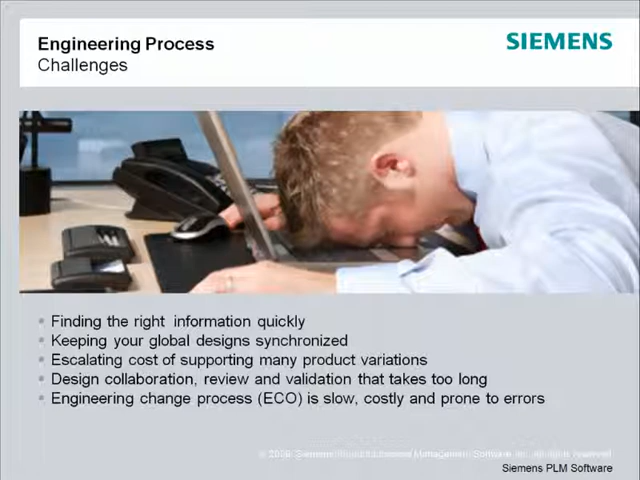 Engineering Process
Challenges
SIEMENS
Finding the right information quickly
Keeping your global designs synchronized
Escalating cost of supporting many product variations
Design collaboration, review and validation that takes too long
Engineering change process (ECO) is slow, costly and prone to errors
Siemens PLM Software